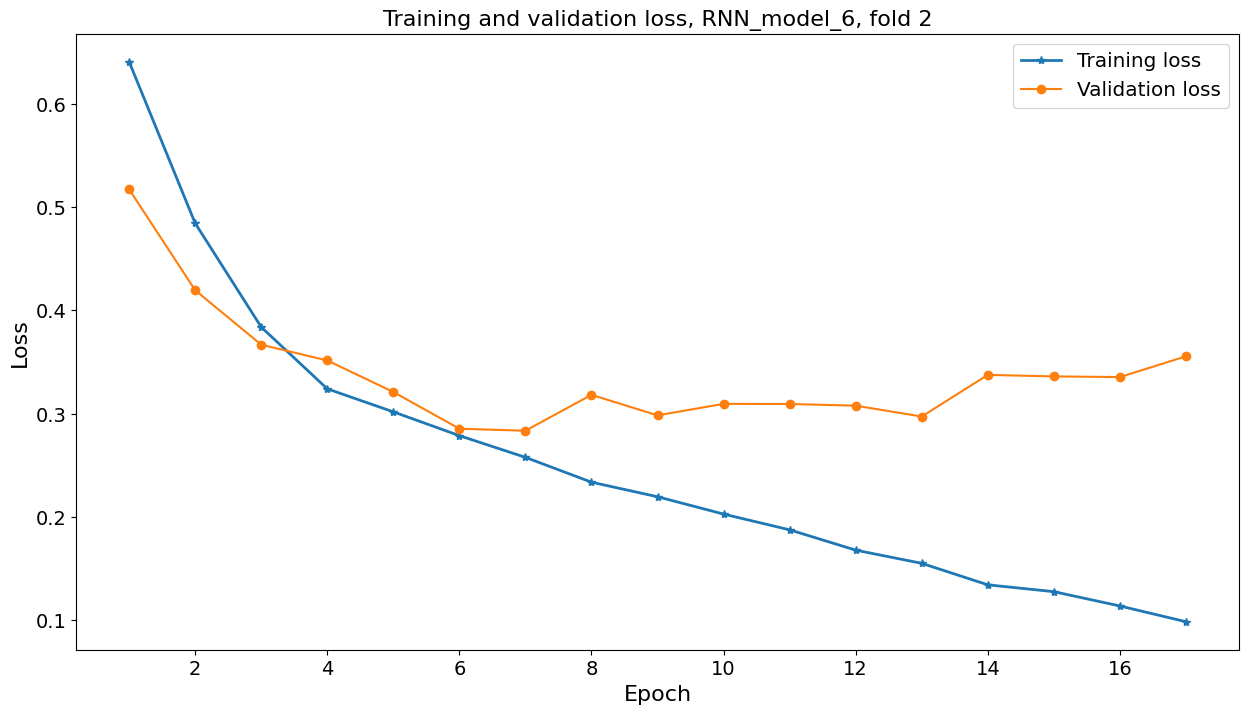 Training and validation loss, RNN_model_6, fold 2
Training loss
Validation loss
0.6
0.5
0.4
0.3
0.2
0.1
Loss
2 4 6 8 10 12 14 16
Epoch